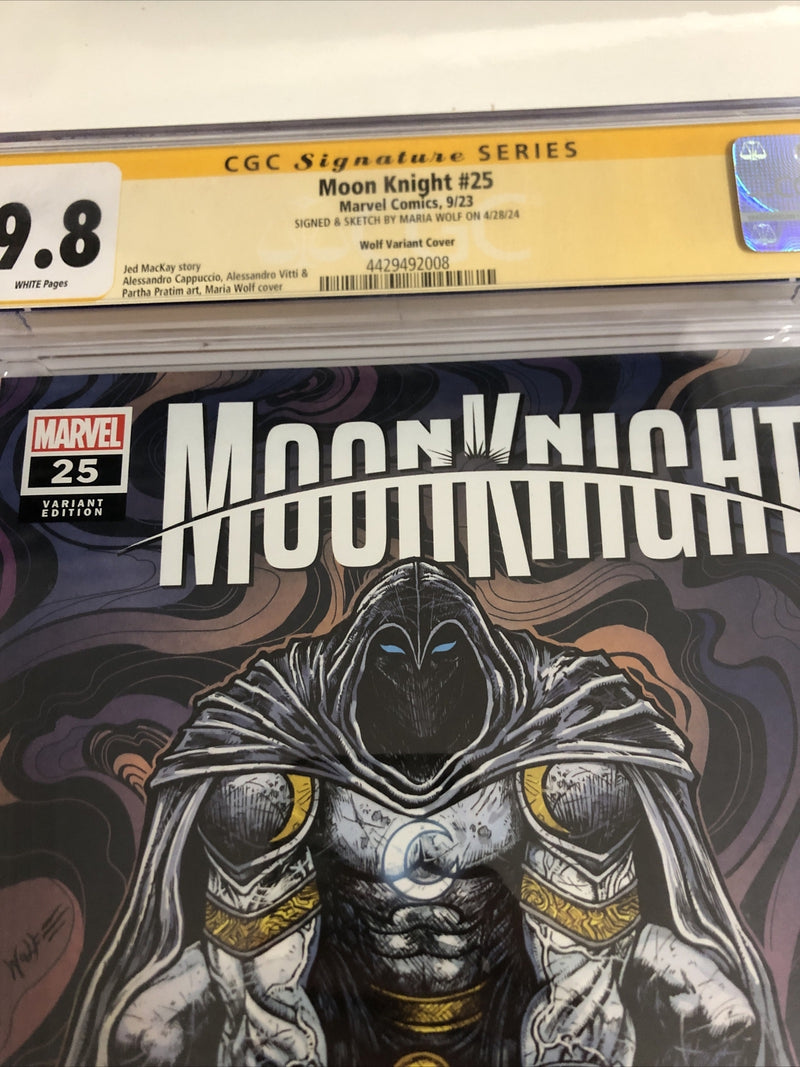 CGC Signature SERIES
Moon Knight #25
Marvel Comics, 9/23
SIGNED & SKETCH BY MARIA WOLF ON 4/28/24
Wolf Variant Cover
4429492008
9.8
WHITE Pages
Jed MacKay story
Alessandro Cappuccio, Alessandro Vitti &
Partha Pratim art, Maria Wolf cover
MARVEL
25
VARIANT
EDITION
MOONKNIGHT
Wolf